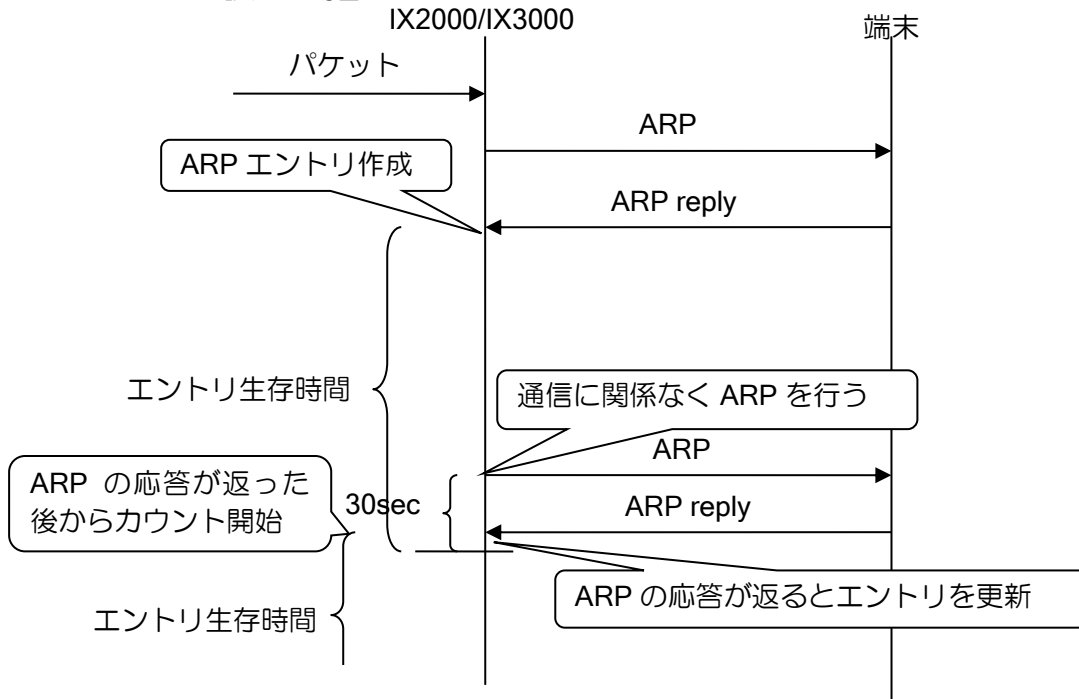 IX2000/IX3000
端末
パケット
ARP
ARP エントリ作成
ARP reply
エントリ生存時間
通信に関係なく ARP を行う
ARP
ARP の応答が返った
後からカウント開始
30sec
ARP reply
ARP の応答が返るとエントリを更新
エントリ生存時間